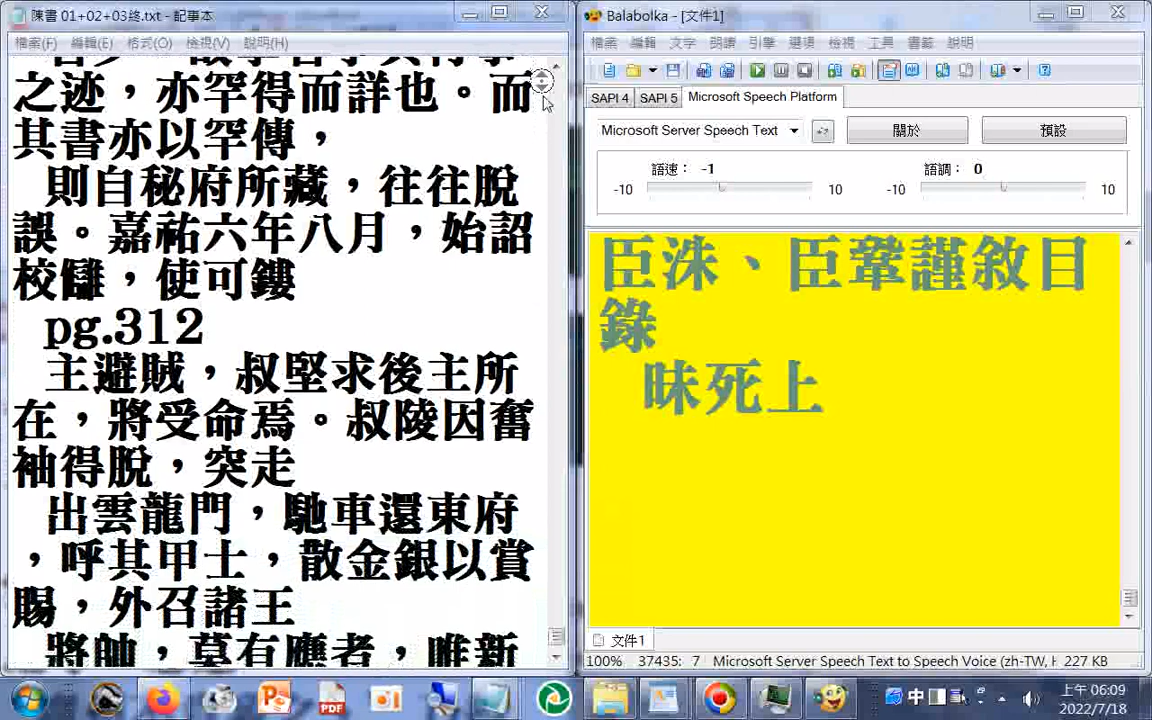 陳書 01+02+03終.txt - 記事本
檔案(F) 編輯(E) 格式(O) 檢視(V) 說明(H)
之迹，亦罕得而詳也。而
其書亦以罕傳，
則自秘府所藏，往往脫
誤。嘉祐六年八月，始詔
校讎，使可鏤
pg.312
主避賊，叔堅求後主所
在，將受命焉。叔陵因奮
袖得脫，突走
出雲龍門，馳車還東府
，呼其甲士，散金銀以賞
賜，外召諸王
將帥，莫有應者，唯新
Balabolka - [文件1]
檔案 編輯 文字 朗讀 引擎 選項 檢視 工具 書籤 說明
SAPI 4 SAPI 5 Microsoft Speech Platform
Microsoft Server Speech Text
關於
預設
語速： -1
語調： 0
-10 10 -10 10
臣洙、臣鞏謹敘目
錄
昧死上
文件1
100% 37435: 7 Microsoft Server Speech Text to Speech Voice (zh-TW, H 227 KB
中
上午 06:09
2022/7/18